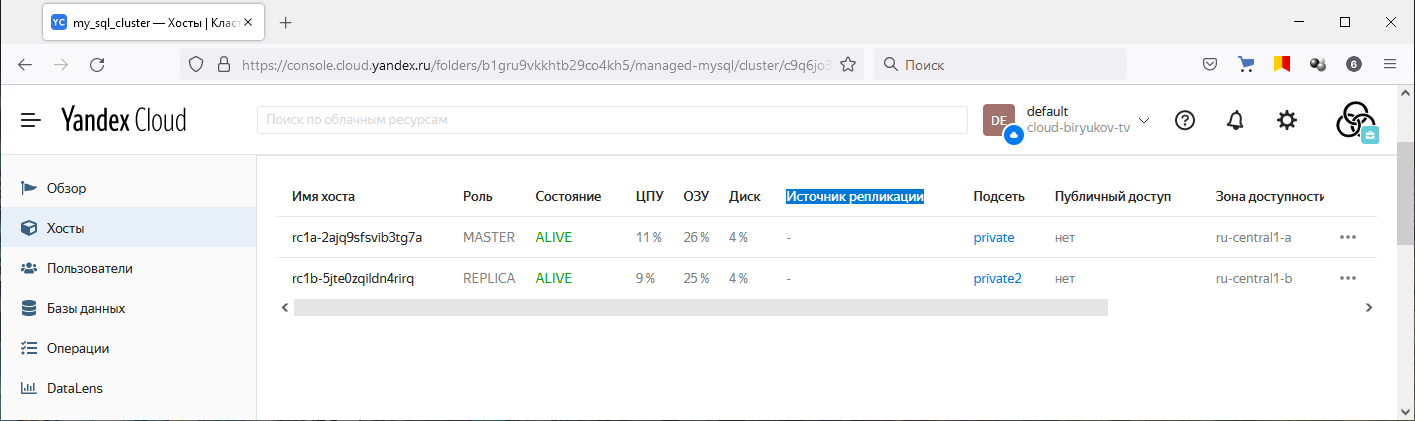 my_sql_cluster — Хосты | Класт
https://console.cloud.yandex.ru/folders/b1gru9vkkhtb29co4kh5/managed-mysql/cluster/c9q6jo3
Поиск
6
Yandex Cloud
Поиск по облачным ресурсам
DE
default
cloud-biryukov-tv
Обзор
Хосты
Пользователи
Базы данных
Операции
DataLens
Имя хоста Роль Состояние ЦПУ ОЗУ Диск Источник репликации Подсеть Публичный доступ Зона доступности
rc1a-2ajq9sfsvib3tg7a MASTER ALIVE 11 % 26 % 4 % - private нет ru-central1-a
rc1b-5jte0zqildn4rirq REPLICA ALIVE 9 % 25 % 4 % - private2 нет ru-central1-b